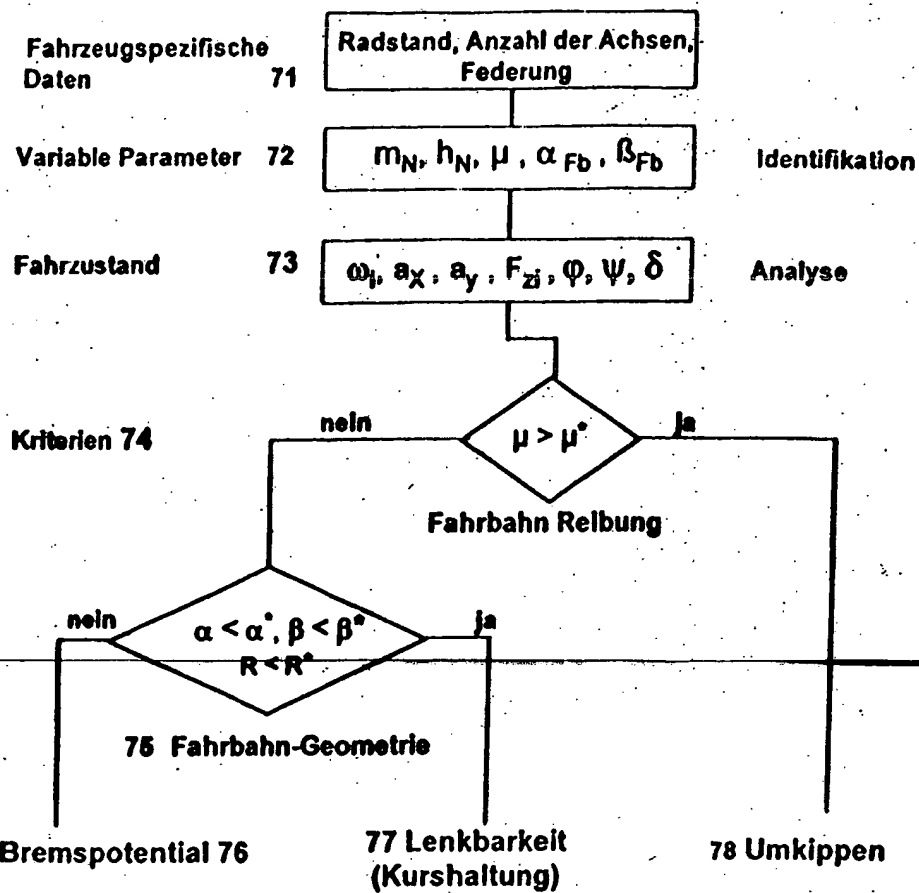 Fahrzeugspezifische
Daten 71
Radstand, Anzahl der Achsen,
Federung
Variable Parameter 72
m_N, h_N, μ, α_Fb, β_Fb
Identifikation
Fahrzustand 73
ω_i, a_x, a_y, F_zi, φ, ψ, δ
Analyse
Kriterien 74
nein
μ > μ*
ja
Fahrbahn Reibung
nein
α < α*, β < β*
R < R*
ja
75 Fahrbahn-Geometrie
Bremspotential 76
77 Lenkbarkeit
(Kurshaltung)
78 Umkippen